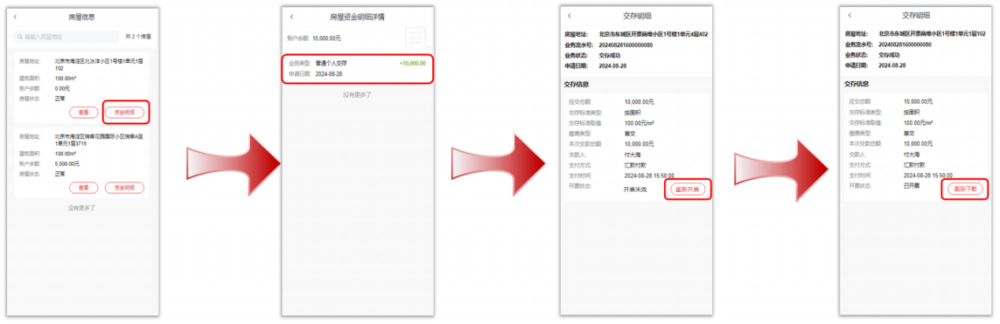 房屋信息
请输入房屋地址 共 2 个房屋
房屋地址: 北京市海淀区北冰洋小区1号楼1单元1层
102
建筑面积: 100.00m²
账户余额: 0.00元
房屋状态: 正常
查看 资金明细
房屋地址: 北京市海淀区瑞草花园国际小区瑞草A座
1单元1层3715
建筑面积: 100.00m²
账户余额: 5,000.00元
房屋状态: 正常
查看 资金明细
没有更多了
房屋资金明细详情
账户余额: 10,000.00元
业务类型: 普通个人交存 +10,000.00
申请日期: 2024-08-28
没有更多了
交存明细
房屋地址: 北京市东城区开票商维小区1号楼1单元4层402
业务流水号: 202408281600000080
业务状态: 交存成功
申请日期: 2024-08-28
交存信息
应交总额: 10,000.00元
交存标准类型: 按面积
交存标准取值: 100.00元/m²
缴费类型: 首交
本次交款总额: 10,000.00元
交款人: 付大海
支付方式: 汇款付款
支付时间: 2024-08-28 15:50:00
开票状态: 开票失败 重新开票
交存明细
房屋地址: 北京市东城区开票商维小区1号楼1单元1层102
业务流水号: 202408281600000080
业务状态: 交存成功
申请日期: 2024-08-28
交存信息
应交总额: 10,000.00元
交存标准类型: 按面积
交存标准取值: 100.00元/m²
缴费类型: 首交
本次交款总额: 10,000.00元
交款人: 付大海
支付方式: 汇款付款
支付时间: 2024-08-28 15:50:00
开票状态: 已开票 查询/下载